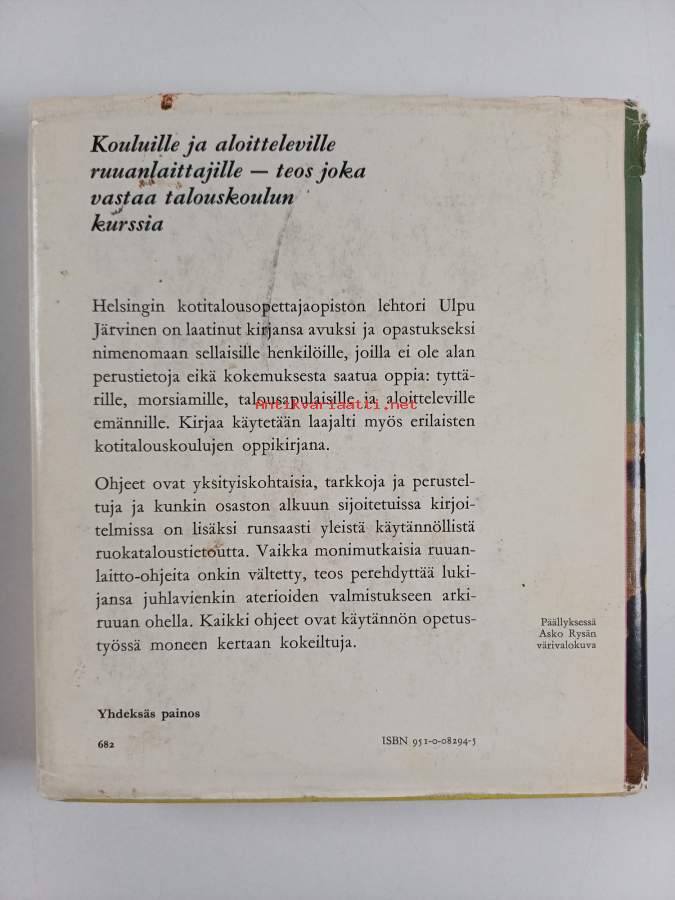 Kouluille ja aloitteleville
ruuanlaittajille — teos joka
vastaa talouskoulun
kurssia
Helsingin kotitalousopettajaopiston lehtori Ulpu
Järvinen on laatinut kirjansa avuksi ja opastukseksi
nimenomaan sellaisille henkilöille, joilla ei ole alan
perustietoja eikä kokemuksesta saatua oppia: tyttä-
rille, morsiamille, talousapulaisille ja aloitteleville
Antikvariaatti.net
emännille. Kirjaa käytetään laajalti myös erilaisten
kotitalouskoulujen oppikirjana.
Ohjeet ovat yksityiskohtaisia, tarkkoja ja perustel-
tuja ja kunkin osaston alkuun sijoitetuissa kirjoi-
telmissa on lisäksi runsaasti yleistä käytännöllistä
ruokataloustietoutta. Vaikka monimutkaisia ruuan-
laitto-ohjeita onkin vältetty, teos perehdyttää luki-
jansa juhlavienkin aterioiden valmistukseen arki-
ruuan ohella. Kaikki ohjeet ovat käytännön opetus-
työssä moneen kertaan kokeiltuja.
Päällyksessä
Asko Rysän
värivalokuva
Yhdeksäs painos
682
ISBN 951-0-08294-5